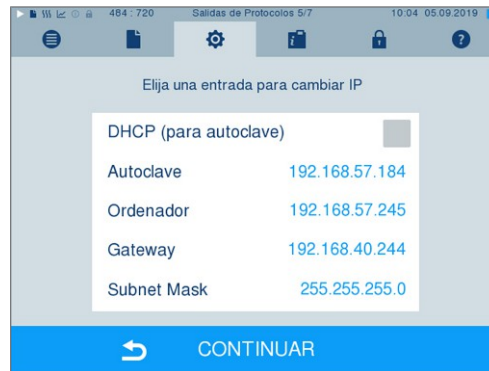 484 : 720 Salidas de Protocolos 5/7 10:04 05.09.2019
Elija una entrada para cambiar IP
DHCP (para autoclave)
Autoclave 192.168.57.184
Ordenador 192.168.57.245
Gateway 192.168.40.244
Subnet Mask 255.255.255.0
CONTINUAR